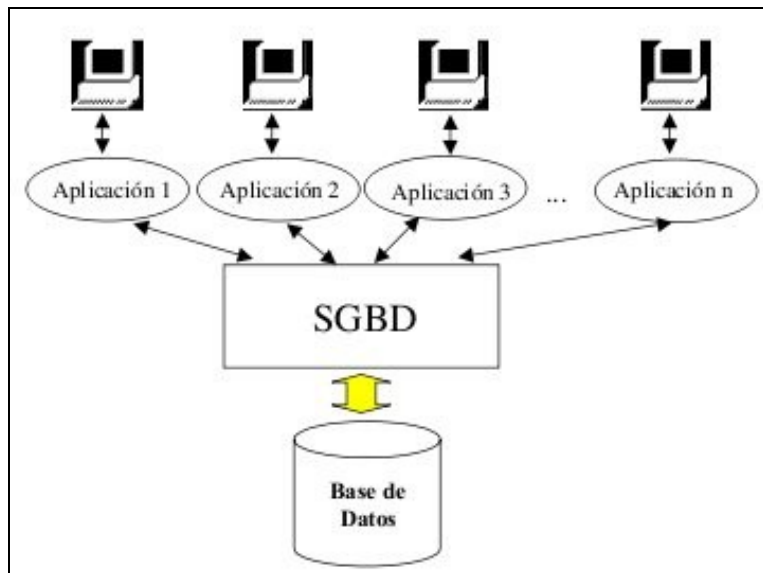 Aplicación 1
Aplicación 2
Aplicación 3
...
Aplicación n
SGBD
Base de
Datos